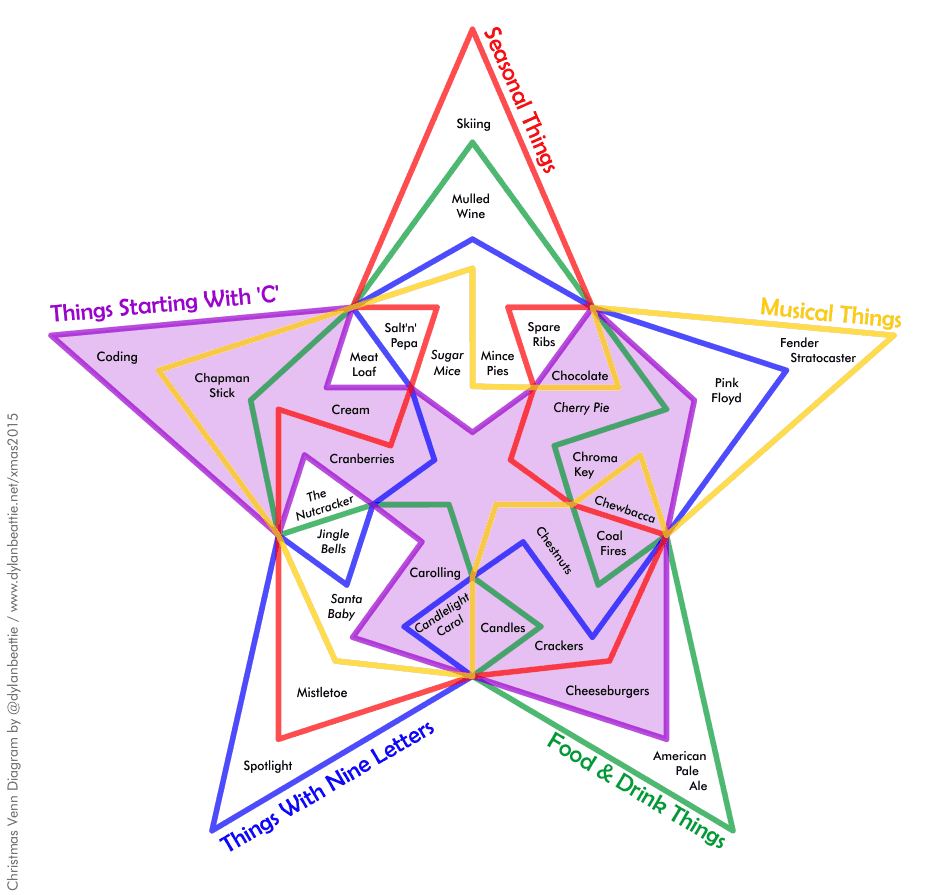 Seasonal Things
Skiing
Mulled
Wine
Things Starting With 'C'
Musical Things
Salt'n'
Pepa
Sugar
Mice
Mince
Pies
Spare
Ribs
Fender
Stratocaster
Coding
Meat
Loaf
Chapman
Stick
Chocolate
Pink
Floyd
Cream
Cherry Pie
Cranberries
Chroma
Key
The
Nutcracker
Chewbacca
Jingle
Bells
Coal
Fires
Chestnuts
Carolling
Santa
Baby
Candlelight
Carol
Candles
Crackers
Mistletoe
Cheeseburgers
Spotlight
American
Pale
Ale
Things With Nine Letters
Food & Drink Things
Christmas Venn Diagram by @dylanbeattie / www.dylanbeattie.net/xmas2015